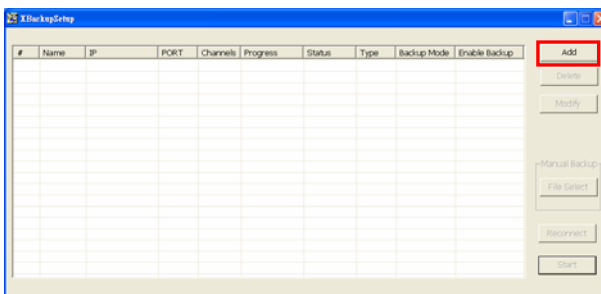 XBackupSetup
# Name IP PORT Channels Progress Status Type Backup Mode Enable Backup
Add
Delete
Modify
Manual Backup
File Select
Reconnect
Start